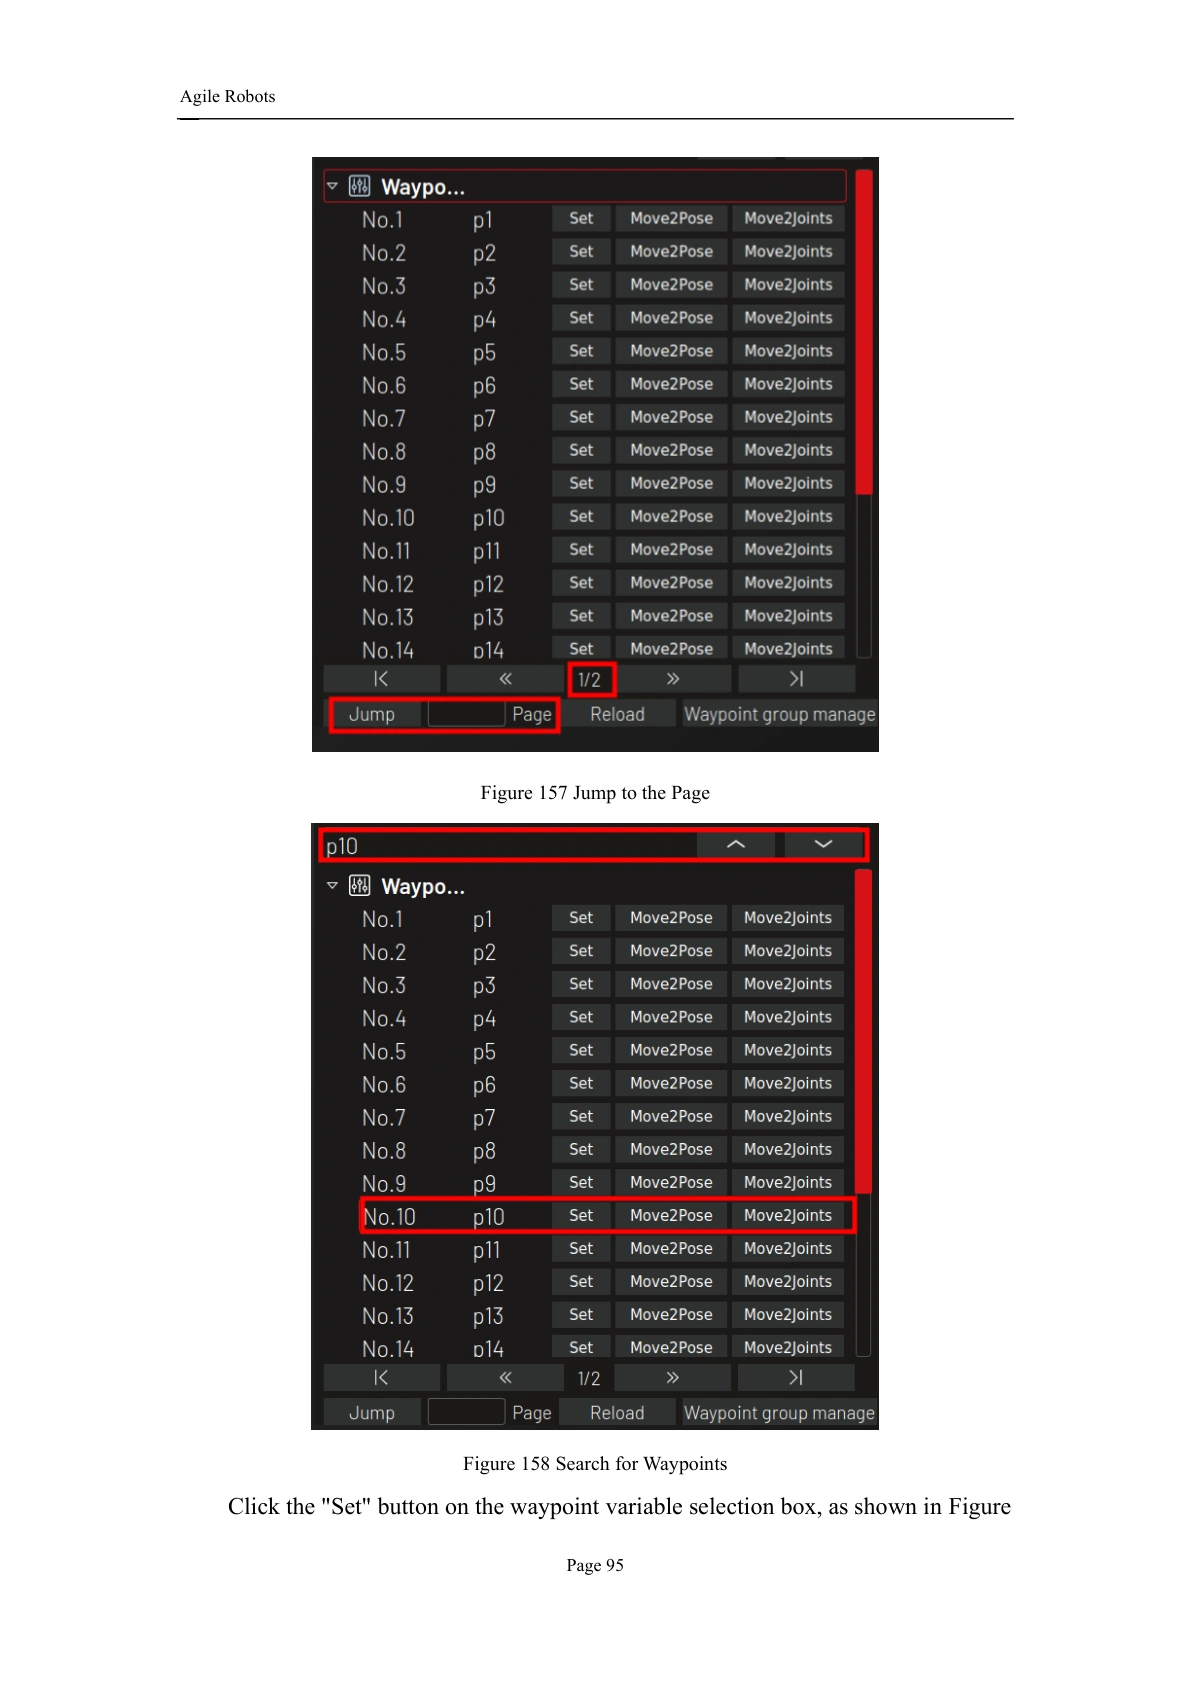 Agile Robots
Waypo...
No.1 p1 Set Move2Pose Move2Joints
No.2 p2 Set Move2Pose Move2Joints
No.3 p3 Set Move2Pose Move2Joints
No.4 p4 Set Move2Pose Move2Joints
No.5 p5 Set Move2Pose Move2Joints
No.6 p6 Set Move2Pose Move2Joints
No.7 p7 Set Move2Pose Move2Joints
No.8 p8 Set Move2Pose Move2Joints
No.9 p9 Set Move2Pose Move2Joints
No.10 p10 Set Move2Pose Move2Joints
No.11 p11 Set Move2Pose Move2Joints
No.12 p12 Set Move2Pose Move2Joints
No.13 p13 Set Move2Pose Move2Joints
No.14 p14 Set Move2Pose Move2Joints
1/2
Jump Page Reload Waypoint group manage
Figure 157 Jump to the Page
p10
Waypo...
No.1 p1 Set Move2Pose Move2Joints
No.2 p2 Set Move2Pose Move2Joints
No.3 p3 Set Move2Pose Move2Joints
No.4 p4 Set Move2Pose Move2Joints
No.5 p5 Set Move2Pose Move2Joints
No.6 p6 Set Move2Pose Move2Joints
No.7 p7 Set Move2Pose Move2Joints
No.8 p8 Set Move2Pose Move2Joints
No.9 p9 Set Move2Pose Move2Joints
No.10 p10 Set Move2Pose Move2Joints
No.11 p11 Set Move2Pose Move2Joints
No.12 p12 Set Move2Pose Move2Joints
No.13 p13 Set Move2Pose Move2Joints
No.14 p14 Set Move2Pose Move2Joints
1/2
Jump Page Reload Waypoint group manage
Figure 158 Search for Waypoints
Click the "Set" button on the waypoint variable selection box, as shown in Figure
Page 95